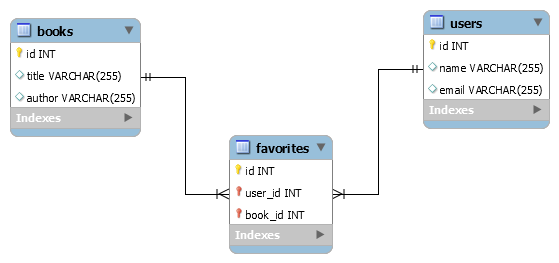 books
id INT
title VARCHAR(255)
author VARCHAR(255)
Indexes
users
id INT
name VARCHAR(255)
email VARCHAR(255)
Indexes
favorites
id INT
user_id INT
book_id INT
Indexes